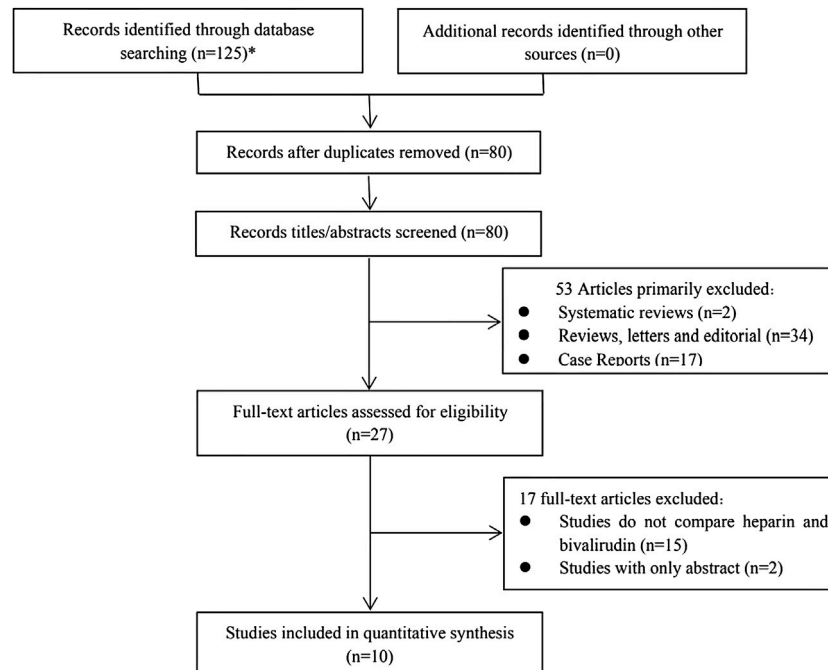 Records identified through database
searching (n=125)*
Additional records identified through other
sources (n=0)
Records after duplicates removed (n=80)
Records titles/abstracts screened (n=80)
53 Articles primarily excluded:
● Systematic reviews (n=2)
● Reviews, letters and editorial (n=34)
● Case Reports (n=17)
Full-text articles assessed for eligibility
(n=27)
17 full-text articles excluded:
● Studies do not compare heparin and
bivalirudin (n=15)
● Studies with only abstract (n=2)
Studies included in quantitative synthesis
(n=10)